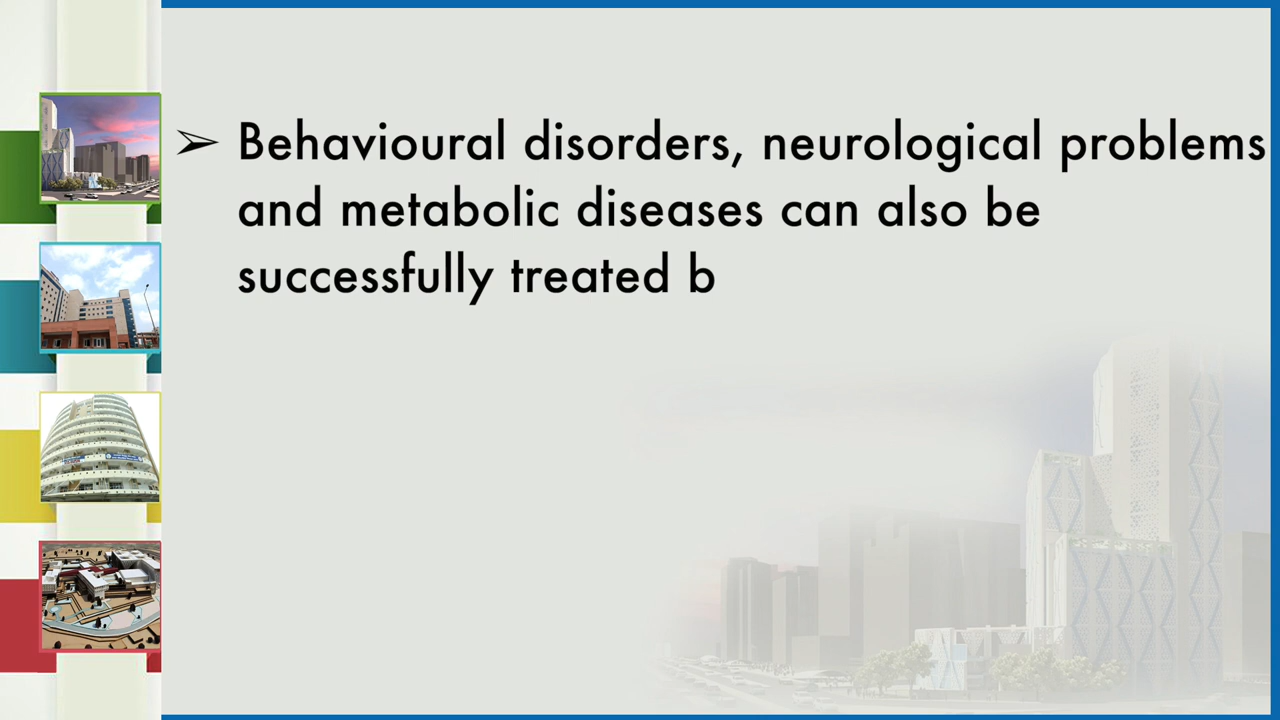 ➢ Behavioural disorders, neurological problems
and metabolic diseases can also be
successfully treated b